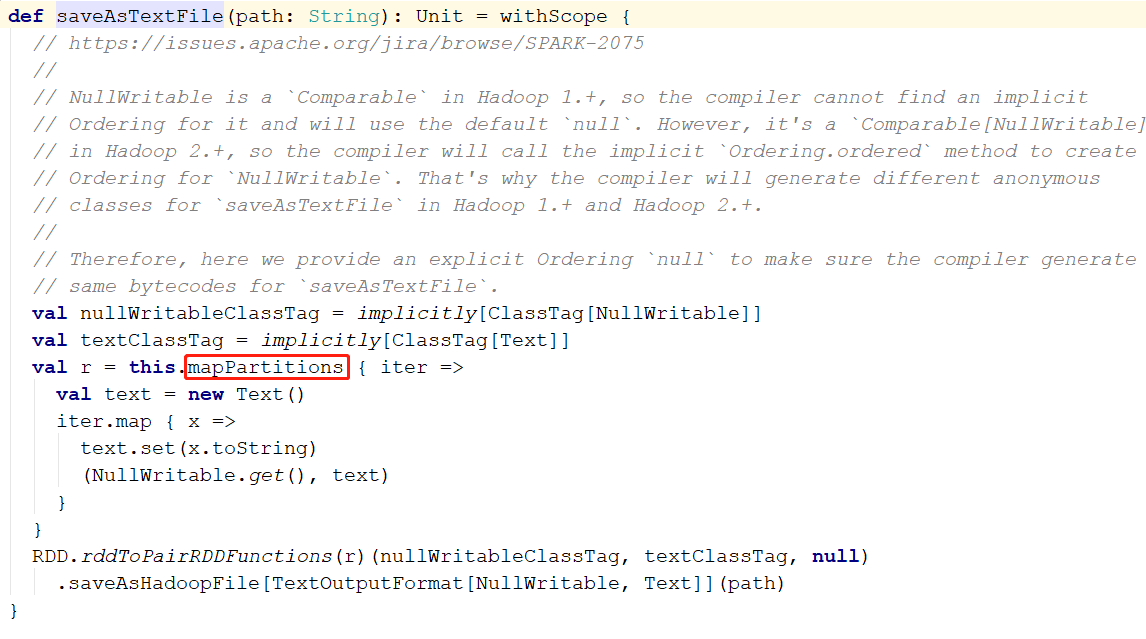 def saveAsTextFile(path: String): Unit = withScope {
// https://issues.apache.org/jira/browse/SPARK-2075
//
// NullWritable is a `Comparable` in Hadoop 1.+, so the compiler cannot find an implicit
// Ordering for it and will use the default `null`. However, it's a `Comparable[NullWritable]
// in Hadoop 2.+, so the compiler will call the implicit `Ordering.ordered` method to create
// Ordering for `NullWritable`. That's why the compiler will generate different anonymous
// classes for `saveAsTextFile` in Hadoop 1.+ and Hadoop 2.+.
//
// Therefore, here we provide an explicit Ordering `null` to make sure the compiler generate
// same bytecodes for `saveAsTextFile`.
val nullWritableClassTag = implicitly[ClassTag[NullWritable]]
val textClassTag = implicitly[ClassTag[Text]]
val r = this.mapPartitions { iter =>
val text = new Text()
iter.map { x =>
text.set(x.toString)
(NullWritable.get(), text)
}
}
RDD.rddToPairRDDFunctions(r)(nullWritableClassTag, textClassTag, null)
.saveAsHadoopFile[TextOutputFormat[NullWritable, Text]](path)
}